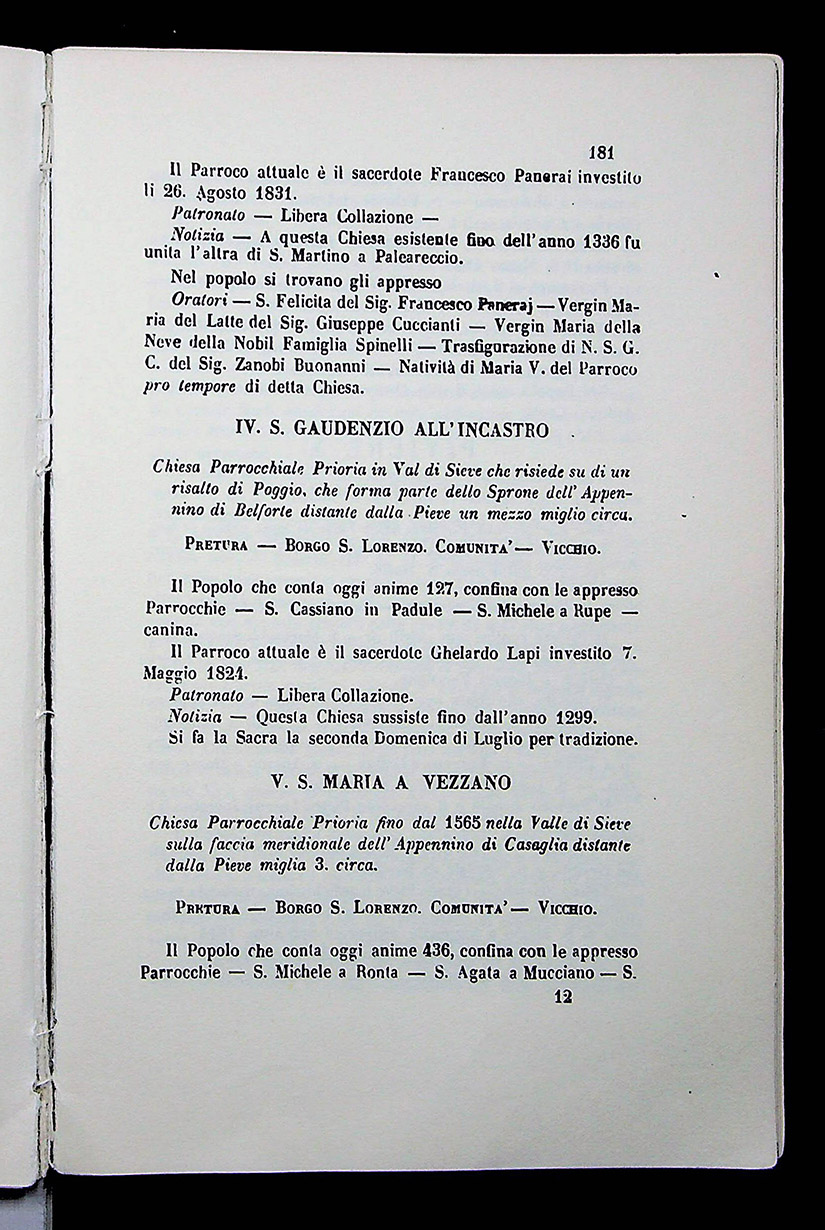 181
Il Parroco attuale è il sacerdote Francesco Panerai investito
li 26. Agosto 1831.
Patronato — Libera Collazione —
Notizia — A questa Chiesa esistente fino dell'anno 1336 fu
unita l'altra di S. Martino a Palcareccio.
Nel popolo si trovano gli appresso
Oratori — S. Felicita del Sig. Francesco Paneraj — Vergin Ma-
ria del Latte del Sig. Giuseppe Cuccianti — Vergin Maria della
Neve della Nobil Famiglia Spinelli — Trasfigurazione di N. S. G.
C. del Sig. Zanobi Buonanni — Natività di Maria V. del Parroco
pro tempore di detta Chiesa.
IV. S. GAUDENZIO ALL'INCASTRO
Chiesa Parrocchiale Prioria in Val di Sieve che risiede su di un
risalto di Poggio, che forma parte dello Sprone dell' Appen-
nino di Belforte distante dalla Pieve un mezzo miglio circa.
PRETURA — BORGO S. LORENZO. COMUNITA' — VICCHIO.
Il Popolo che conta oggi anime 127, confina con le appresso
Parrocchie — S. Cassiano in Padule — S. Michele a Rupe —
canina.
Il Parroco attuale è il sacerdote Ghelardo Lapi investito 7.
Maggio 1824.
Patronato — Libera Collazione.
Notizia — Questa Chiesa sussiste fino dall'anno 1299.
Si fa la Sacra la seconda Domenica di Luglio per tradizione.
V. S. MARIA A VEZZANO
Chiesa Parrocchiale Prioria fino dal 1565 nella Valle di Sieve
sulla faccia meridionale dell' Appennino di Casaglia distante
dalla Pieve miglia 3. circa.
PRETURA — BORGO S. LORENZO. COMUNITA' — VICCHIO.
Il Popolo che conta oggi anime 436, confina con le appresso
Parrocchie — S. Michele a Ronta — S. Agata a Mucciano — S.
12